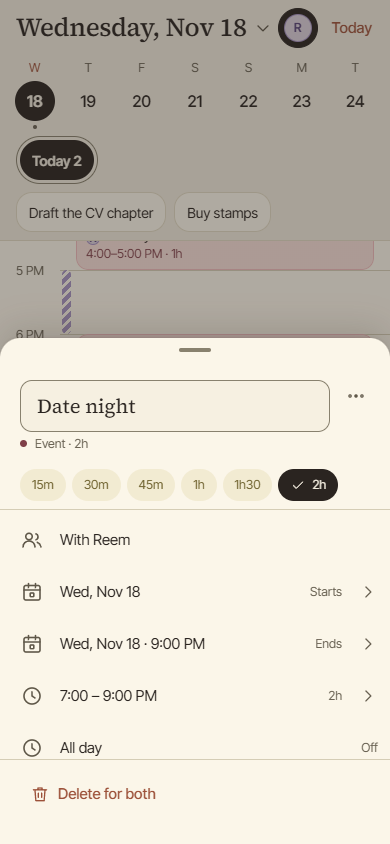 Wednesday, Nov 18
R
Today
W T F S S M T
18 19 20 21 22 23 24
Today 2
Draft the CV chapter
Buy stamps
4:00–5:00 PM · 1h
5 PM
6 PM
Date night
Event · 2h
15m 30m 45m 1h 1h30 2h
With Reem
Wed, Nov 18 Starts
Wed, Nov 18 · 9:00 PM Ends
7:00 – 9:00 PM 2h
All day Off
Delete for both